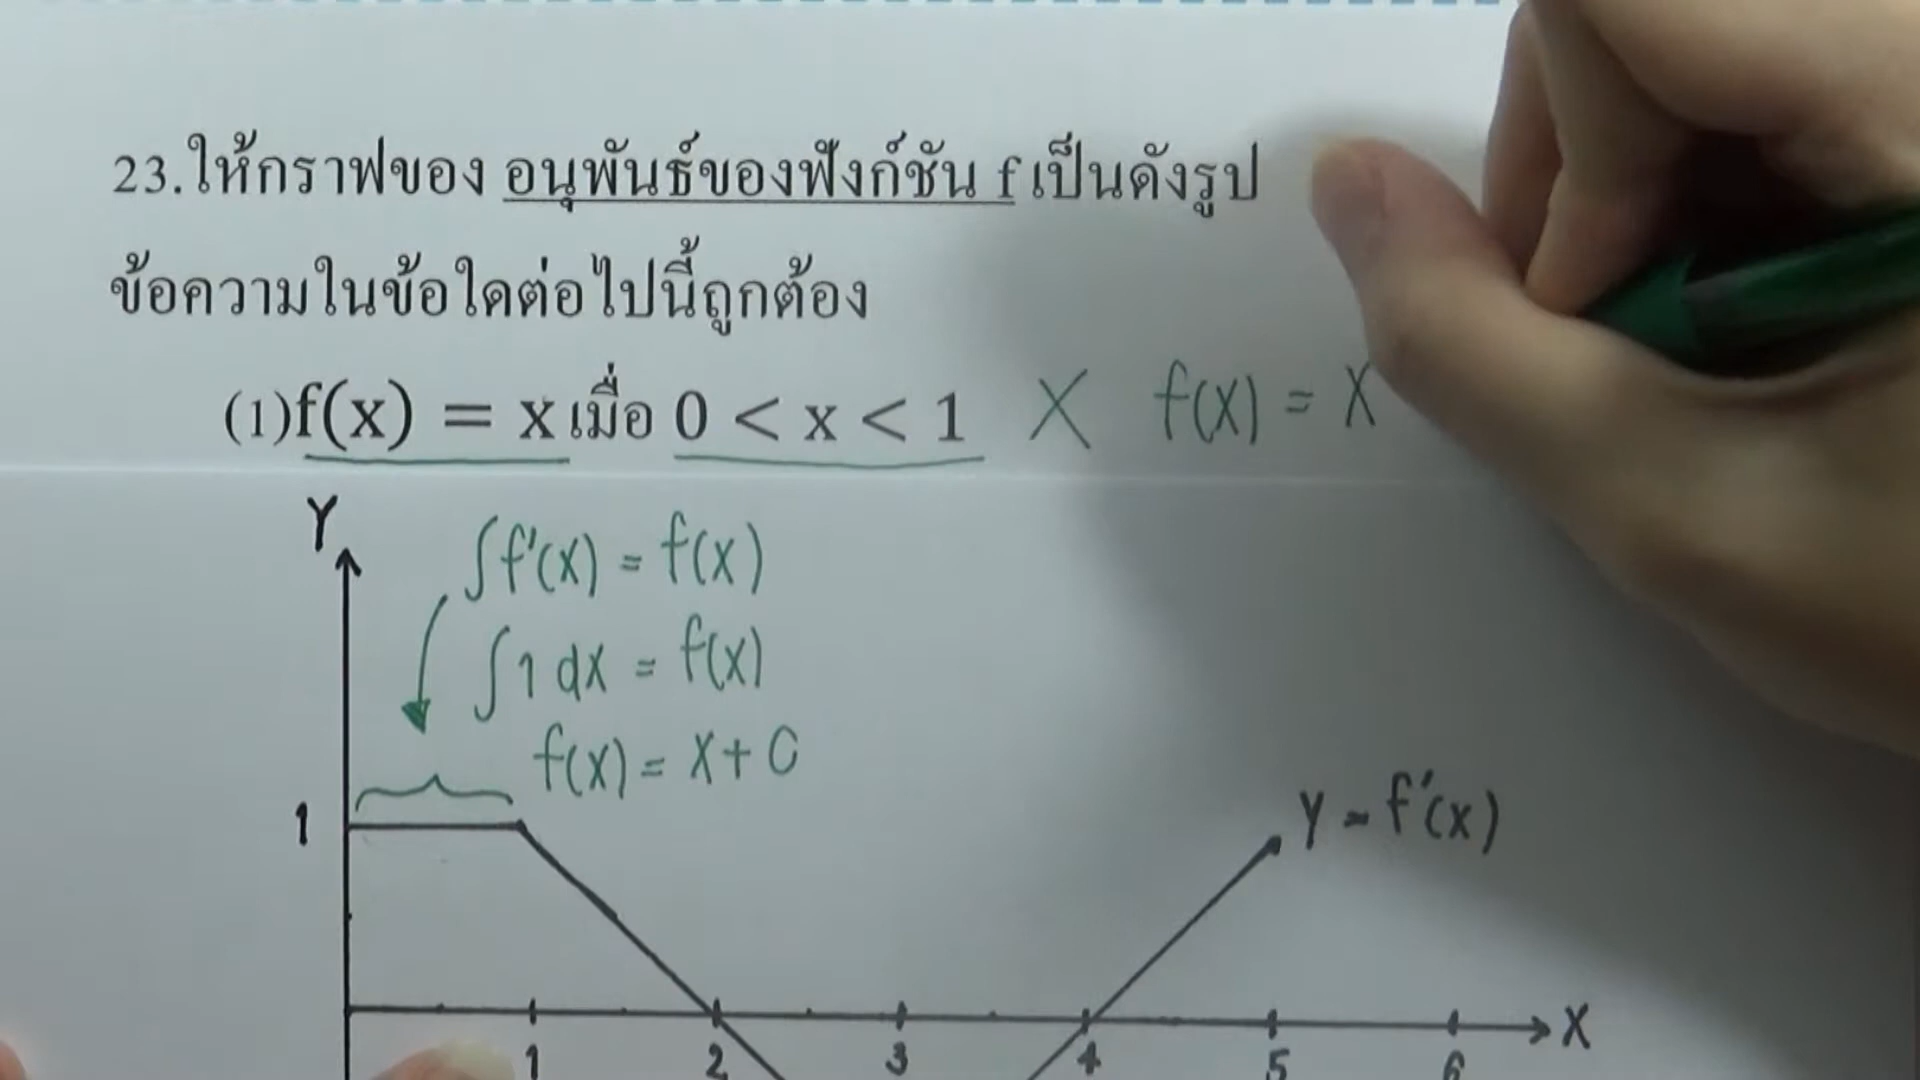 23.ให้กราฟของ อนุพันธ์ของฟังก์ชัน f เป็นดังรูป
ข้อความในข้อใดต่อไปนี้ถูกต้อง
(1)f(x) = x เมื่อ 0 < x < 1 X f(x) = x
Y
∫f'(x) = f(x)
∫1 dx = f(x)
f(x) = x + C
1
y = f'(x)
X
1 2 3 4 5 6